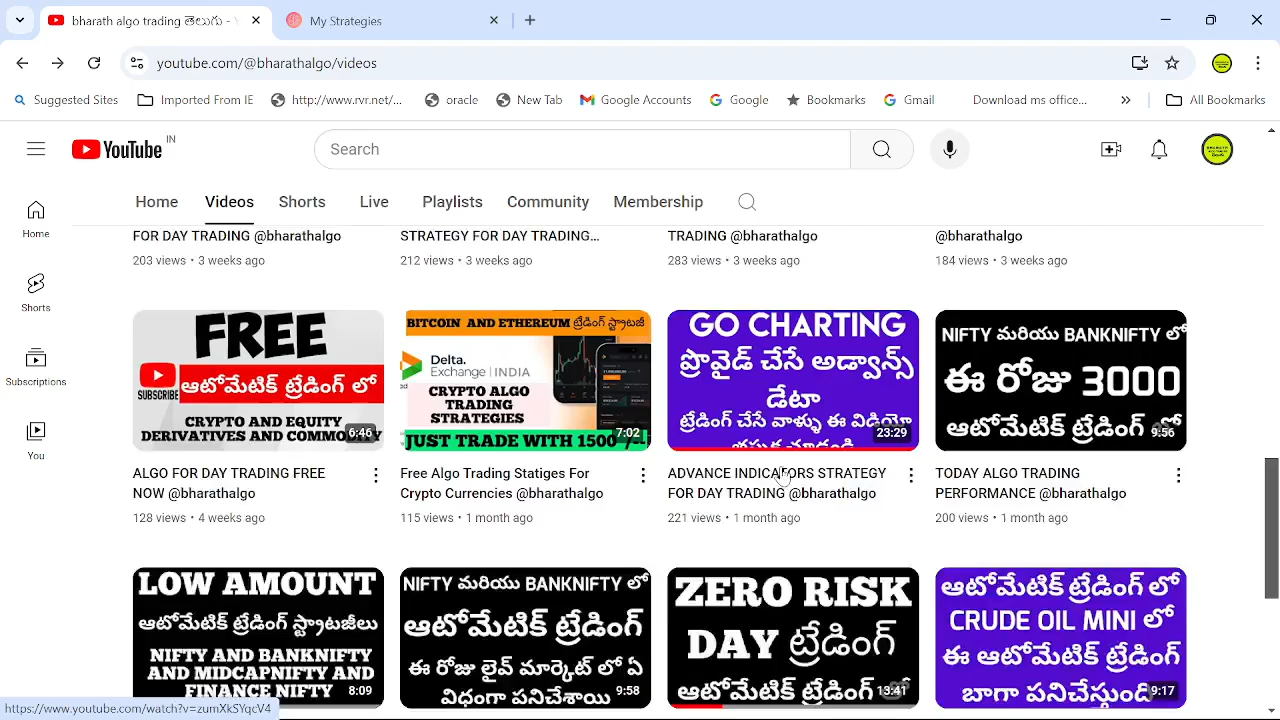 bharath algo trading తెలుగు -
My Strategies
youtube.com/@bharathalgo/videos
Suggested Sites
Imported From IE
http://www.rvr.net/...
oracle
New Tab
Google Accounts
Google
Bookmarks
Gmail
Download ms office...
All Bookmarks
YouTube IN
Search
Home
Videos
Shorts
Live
Playlists
Community
Membership
Home
Shorts
Subscriptions
You
FOR DAY TRADING @bharathalgo
203 views • 3 weeks ago
STRATEGY FOR DAY TRADING...
212 views • 3 weeks ago
TRADING @bharathalgo
283 views • 3 weeks ago
@bharathalgo
184 views • 3 weeks ago
FREE
SUBSCRIBE
ఆటోమేటిక్ ట్రేడింగ్ లో
CRYPTO AND EQUITY
DERIVATIVES AND COMMODITY
6:46
ALGO FOR DAY TRADING FREE
NOW @bharathalgo
128 views • 4 weeks ago
BITCOIN AND ETHEREUM ట్రేడింగ్ స్ట్రాటజీ
Delta.
Exchange | INDIA
CRYPTO ALGO
TRADING
STRATEGIES
JUST TRADE WITH 1500
7:02
Free Algo Trading Statiges For
Crypto Currencies @bharathalgo
115 views • 1 month ago
GO CHARTING
ప్రొవైడ్ చేసే అడ్వాన్స్
డేటా
ట్రేడింగ్ చేసే వాళ్ళు ఈ వీడియో
23:29
ADVANCE INDICATORS STRATEGY
FOR DAY TRADING @bharathalgo
221 views • 1 month ago
NIFTY మరియు BANKNIFTY లో
ఈ రోజు 3000
ఆటోమేటిక్ ట్రేడింగ్ లో
9:56
TODAY ALGO TRADING
PERFORMANCE @bharathalgo
200 views • 1 month ago
LOW AMOUNT
ఆటోమేటిక్ ట్రేడింగ్ స్ట్రాటజీలు
NIFTY AND BANKNIFTY
AND MIDCAPNIFTY AND
FINANCE NIFTY
8:09
NIFTY మరియు BANKNIFTY లో
ఆటోమేటిక్ ట్రేడింగ్
ఈ రోజు లైవ్ మార్కెట్ లో ఏ
విధంగా పనిచేశాయి
9:58
ZERO RISK
DAY ట్రేడింగ్
ఆటోమేటిక్ ట్రేడింగ్ లో
13:41
ఆటోమేటిక్ ట్రేడింగ్ లో
CRUDE OIL MINI లో
ఈ ఆటోమేటిక్ ట్రేడింగ్
బాగా పనిచేస్తుంది
9:17
https://www.youtube.com/watch?v=zumXkSYqcV4